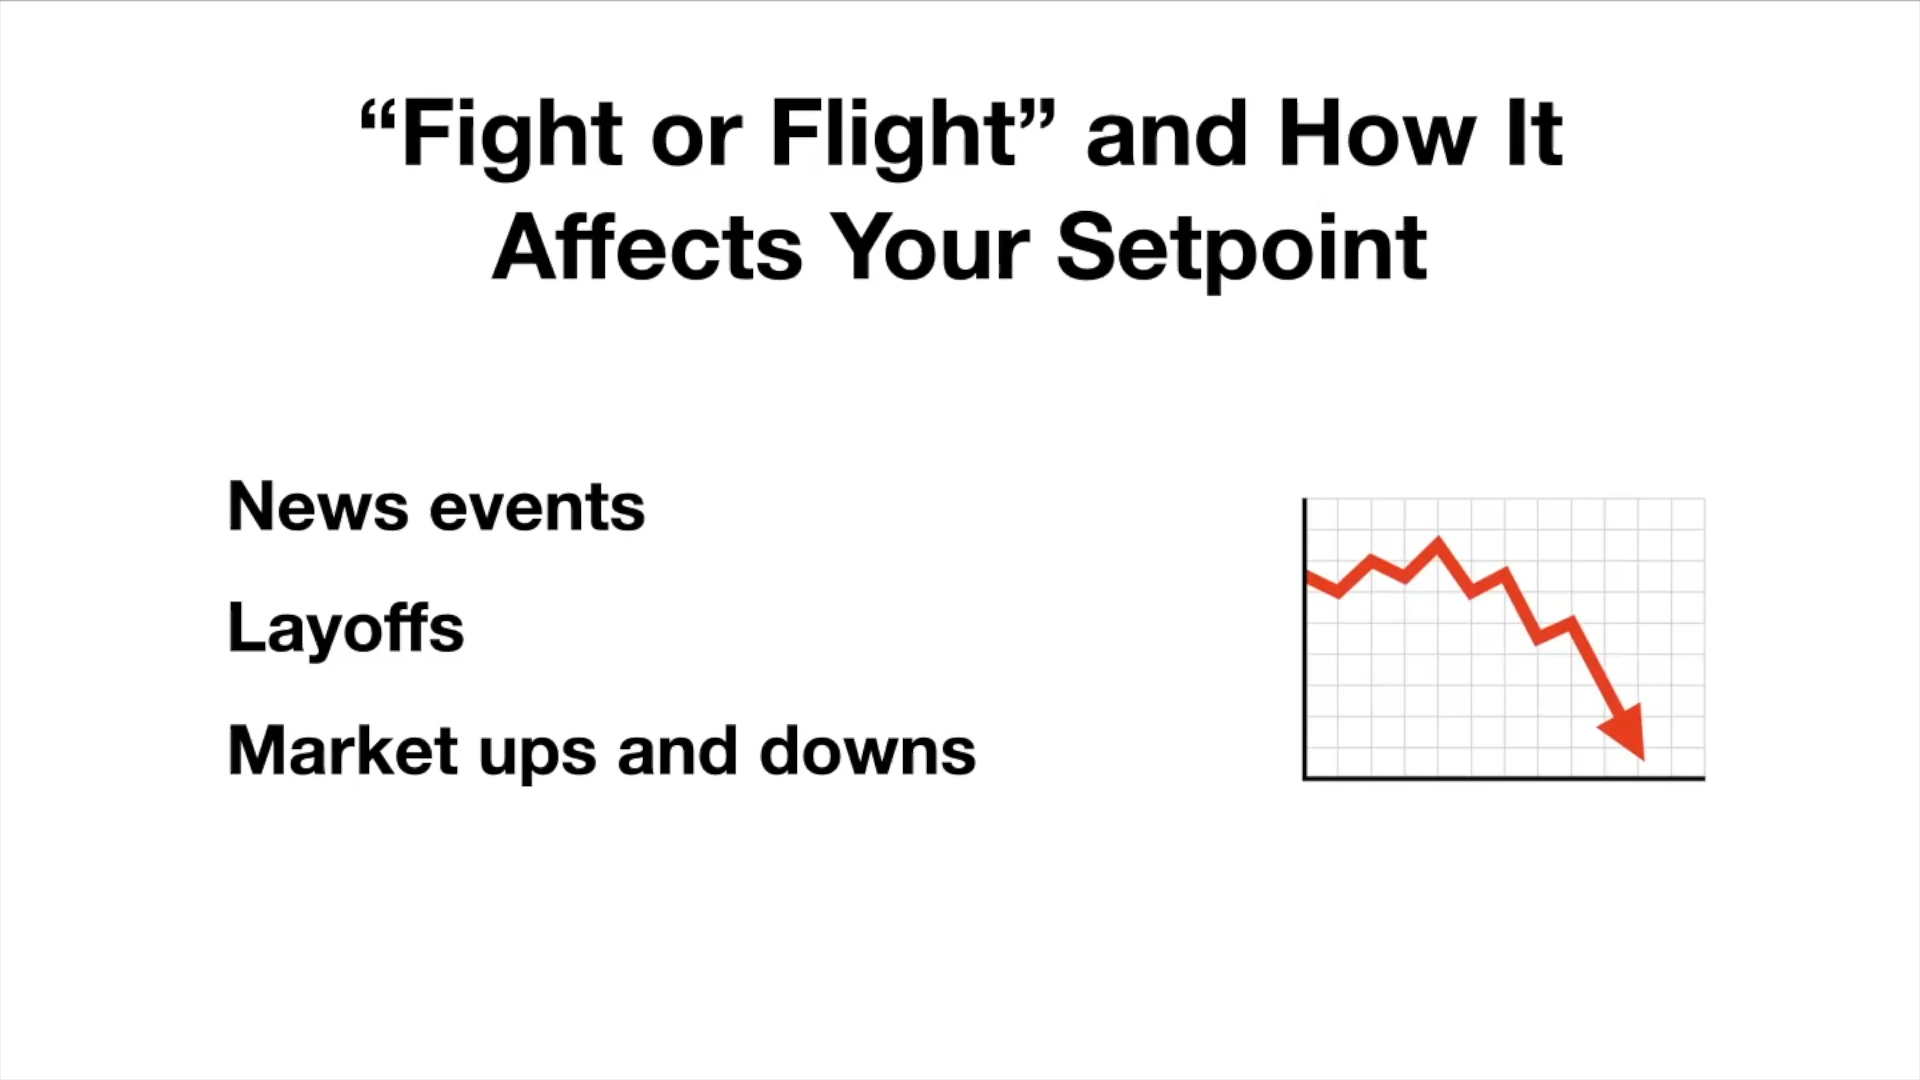 “Fight or Flight” and How It
Affects Your Setpoint
News events
Layoffs
Market ups and downs